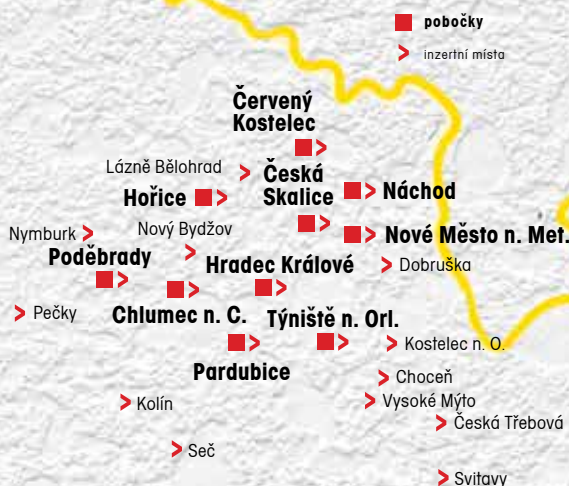 pobočky
inzertní místa
Červený
Kostelec
Lázně Bělohrad
Česká
Skalice
Hořice
Náchod
Nymburk
Nový Bydžov
Nové Město n. Met.
Poděbrady
Hradec Králové
Dobruška
Pečky
Chlumec n. C.
Týniště n. Orl.
Kostelec n. O.
Pardubice
Choceň
Kolín
Vysoké Mýto
Česká Třebová
Seč
Svitavy